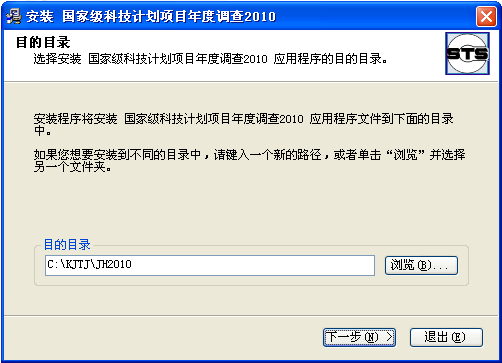 安装 国家级科技计划项目年度调查2010
目的目录
选择安装 国家级科技计划项目年度调查2010 应用程序的目的目录。
STS
安装程序将安装 国家级科技计划项目年度调查2010 应用程序文件到下面的目录
中。
如果您想要安装到不同的目录中，请键入一个新的路径，或者单击“浏览”并选择
另一个文件夹。
目的目录
C:\KJTJ\JH2010
浏览(B)...
下一步(N) >
退出(E)